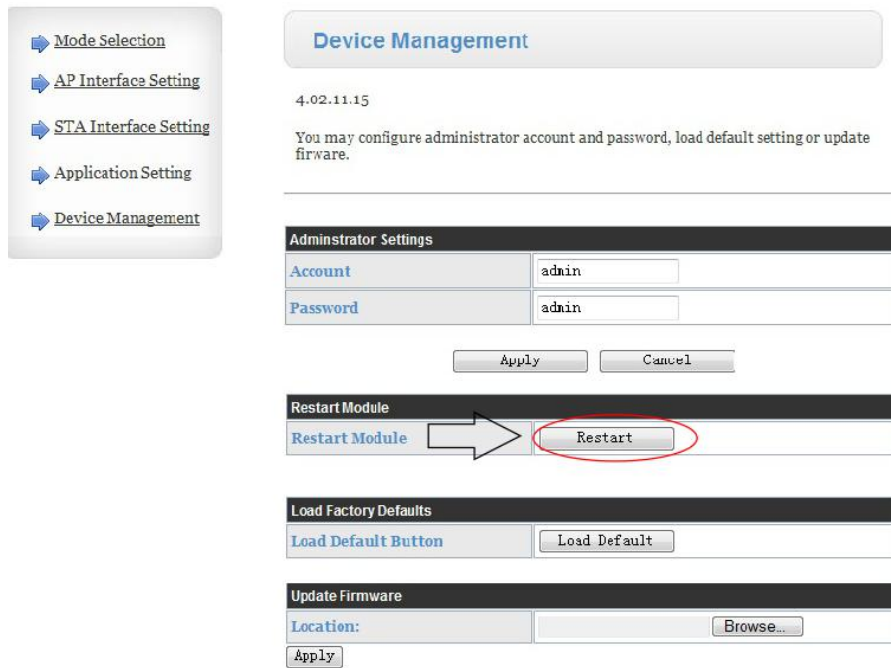 Mode Selection
AP Interface Setting
STA Interface Setting
Application Setting
Device Management
Device Management
4.02.11.15
You may configure administrator account and password, load default setting or update
firware.
Adminstrator Settings
Account admin
Password admin
Apply Cancel
Restart Module
Restart Module Restart
Load Factory Defaults
Load Default Button Load Default
Update Firmware
Location: Browse...
Apply